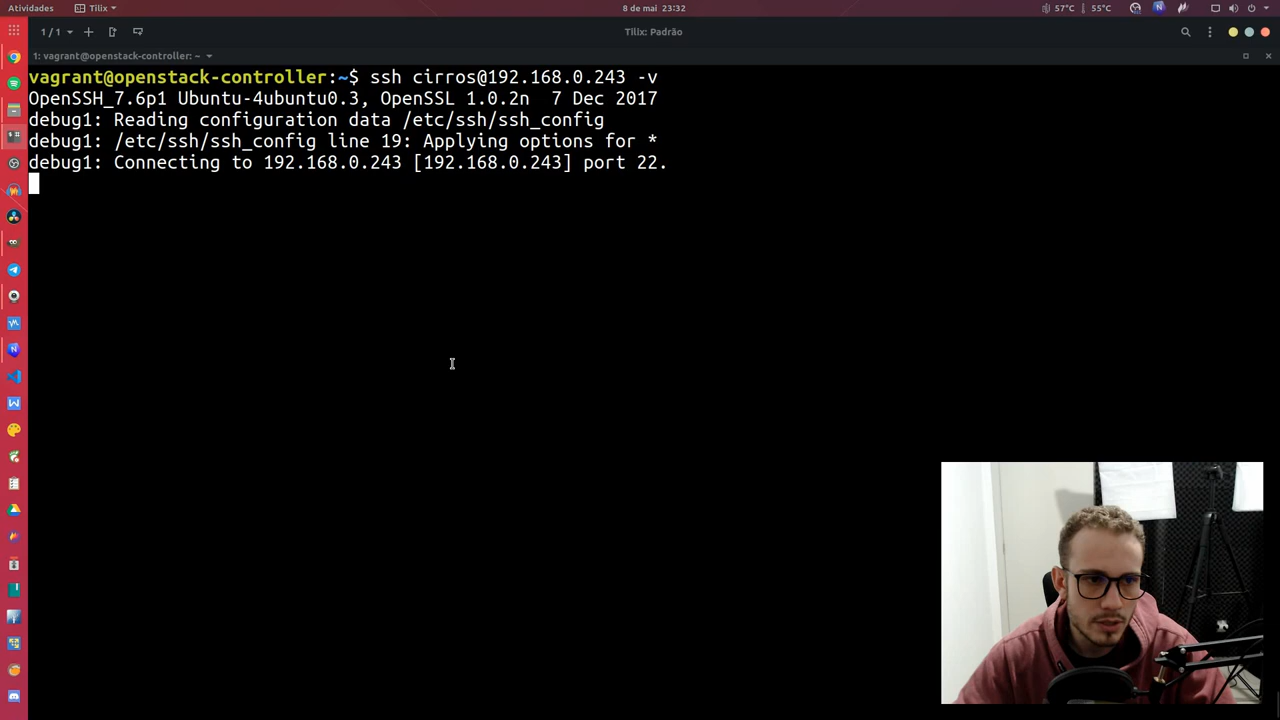 Atividades
Tilix
8 de mai 23:32
57°C
55°C
1 / 1
Tilix: Padrão
1: vagrant@openstack-controller: ~
vagrant@openstack-controller:~$ ssh cirros@192.168.0.243 -v
OpenSSH_7.6p1 Ubuntu-4ubuntu0.3, OpenSSL 1.0.2n  7 Dec 2017
debug1: Reading configuration data /etc/ssh/ssh_config
debug1: /etc/ssh/ssh_config line 19: Applying options for *
debug1: Connecting to 192.168.0.243 [192.168.0.243] port 22.